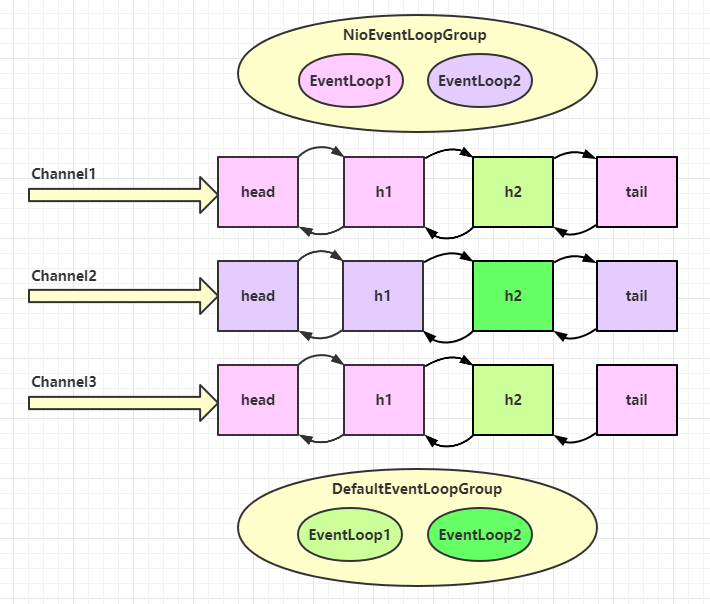 NioEventLoopGroup
EventLoop1 EventLoop2
Channel1
head h1 h2 tail
Channel2
head h1 h2 tail
Channel3
head h1 h2 tail
DefaultEventLoopGroup
EventLoop1 EventLoop2